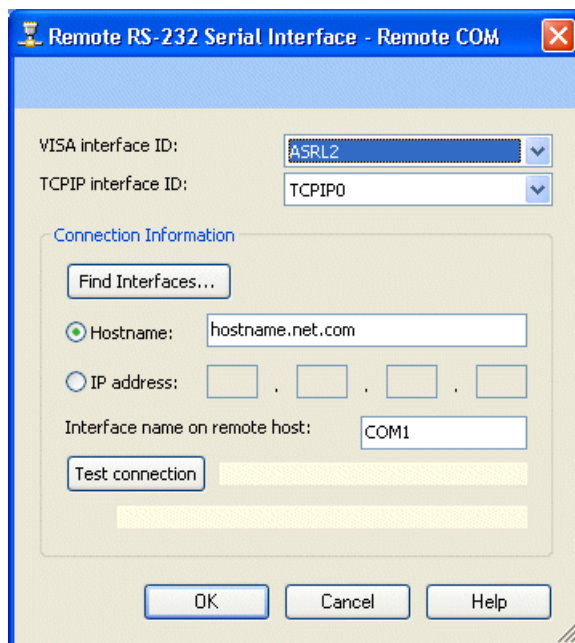 Remote RS-232 Serial Interface - Remote COM
VISA interface ID:
ASRL2
TCPIP interface ID:
TCPIP0
Connection Information
Find Interfaces...
Hostname:
hostname.net.com
IP address:
. . .
Interface name on remote host:
COM1
Test connection
OK Cancel Help